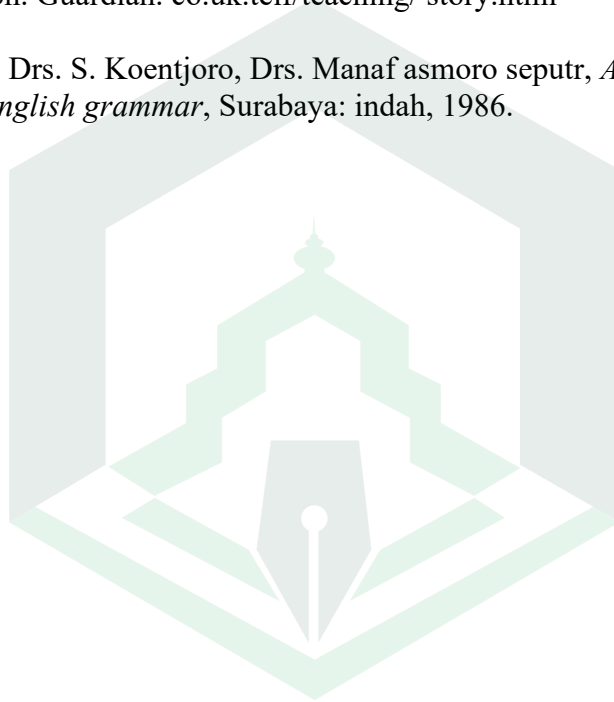 Guardian. co.uk.tefl/teaching/ story.html
Drs. S. Koentjoro, Drs. Manaf asmoro seputr, A
nglish grammar, Surabaya: indah, 1986.